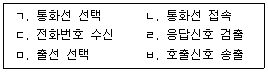 ㄱ. 통화선 선택 ㄴ. 통화선 접속
ㄷ. 전화번호 수신 ㄹ. 응답신호 검출
ㅁ. 출선 선택 ㅂ. 호출신호 송출